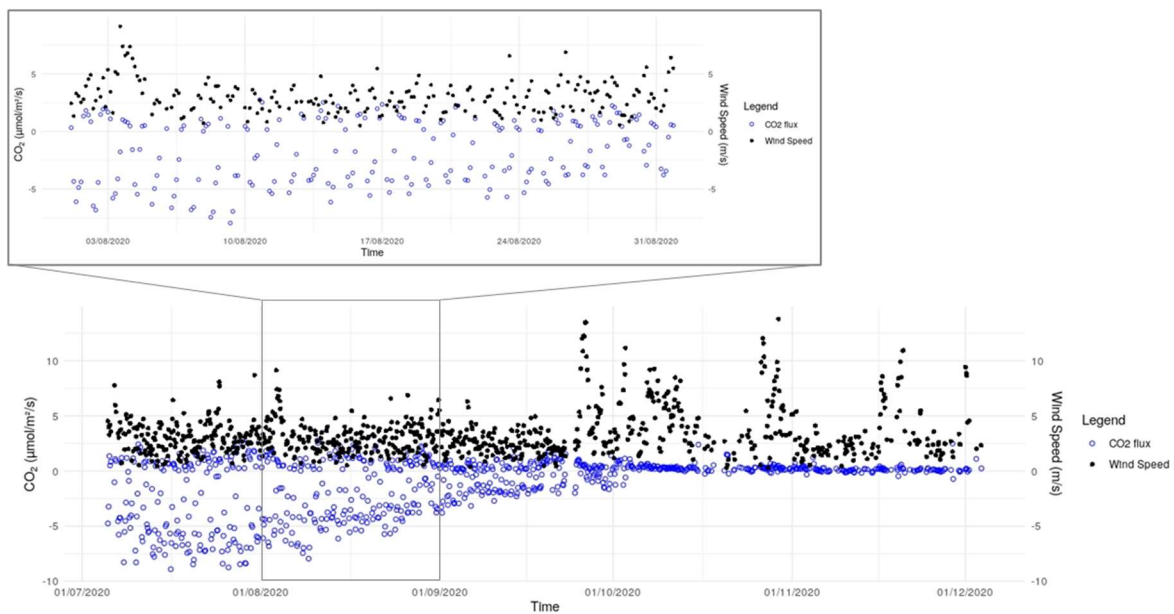 5
0
-5
CO2 (μmol/m²/s)
5
0
-5
Wind Speed (m/s)
Legend
CO2 flux
Wind Speed
03/08/2020 10/08/2020 17/08/2020 24/08/2020 31/08/2020
Time
10
5
0
-5
-10
CO2 (μmol/m²/s)
10
5
0
-5
-10
Wind Speed (m/s)
Legend
CO2 flux
Wind Speed
01/07/2020 01/08/2020 01/09/2020 01/10/2020 01/11/2020 01/12/2020
Time